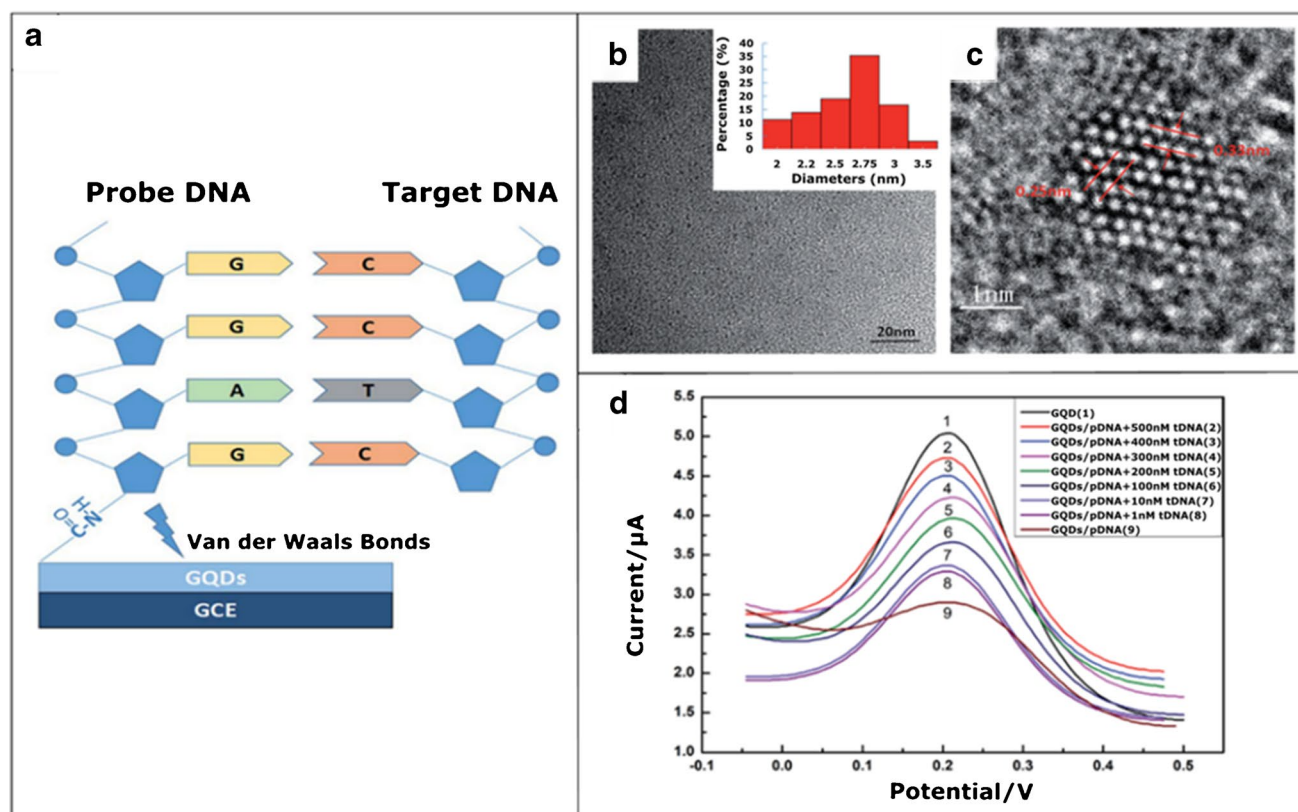 a
Probe DNA Target DNA
G C
G C
A T
G C
H-
O=C-N
Van der Waals Bonds
GQDs
GCE
b
Percentage (%)
40
35
30
25
20
15
10
5
0
2 2.2 2.5 2.75 3 3.5
Diameters (nm)
20nm
c
0.33nm
0.25nm
1nm
d
Current/µA
5.5
5.0
4.5
4.0
3.5
3.0
2.5
2.0
1.5
1.0
1
2
3
4
5
6
7
8
9
GQD(1)
GQDs/pDNA+500nM tDNA(2)
GQDs/pDNA+400nM tDNA(3)
GQDs/pDNA+300nM tDNA(4)
GQDs/pDNA+200nM tDNA(5)
GQDs/pDNA+100nM tDNA(6)
GQDs/pDNA+10nM tDNA(7)
GQDs/pDNA+1nM tDNA(8)
GQDs/pDNA(9)
-0.1 0.0 0.1 0.2 0.3 0.4 0.5
Potential/V